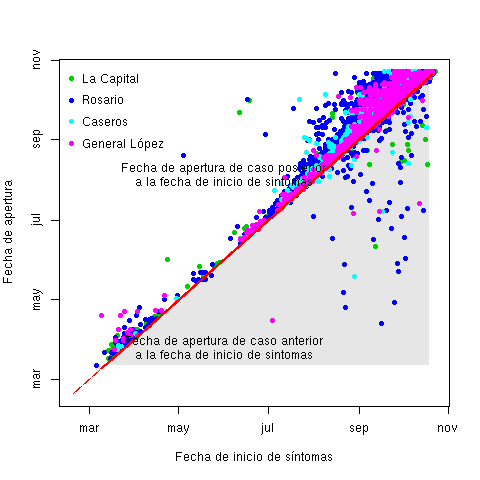 La Capital
Rosario
Caseros
General López
Fecha de apertura de caso posterior
a la fecha de inicio de sintomas
Fecha de apertura de caso anterior
a la fecha de inicio de sintomas
Fecha de apertura
mar
may
jul
sep
nov
mar
may
jul
sep
nov
Fecha de inicio de síntomas